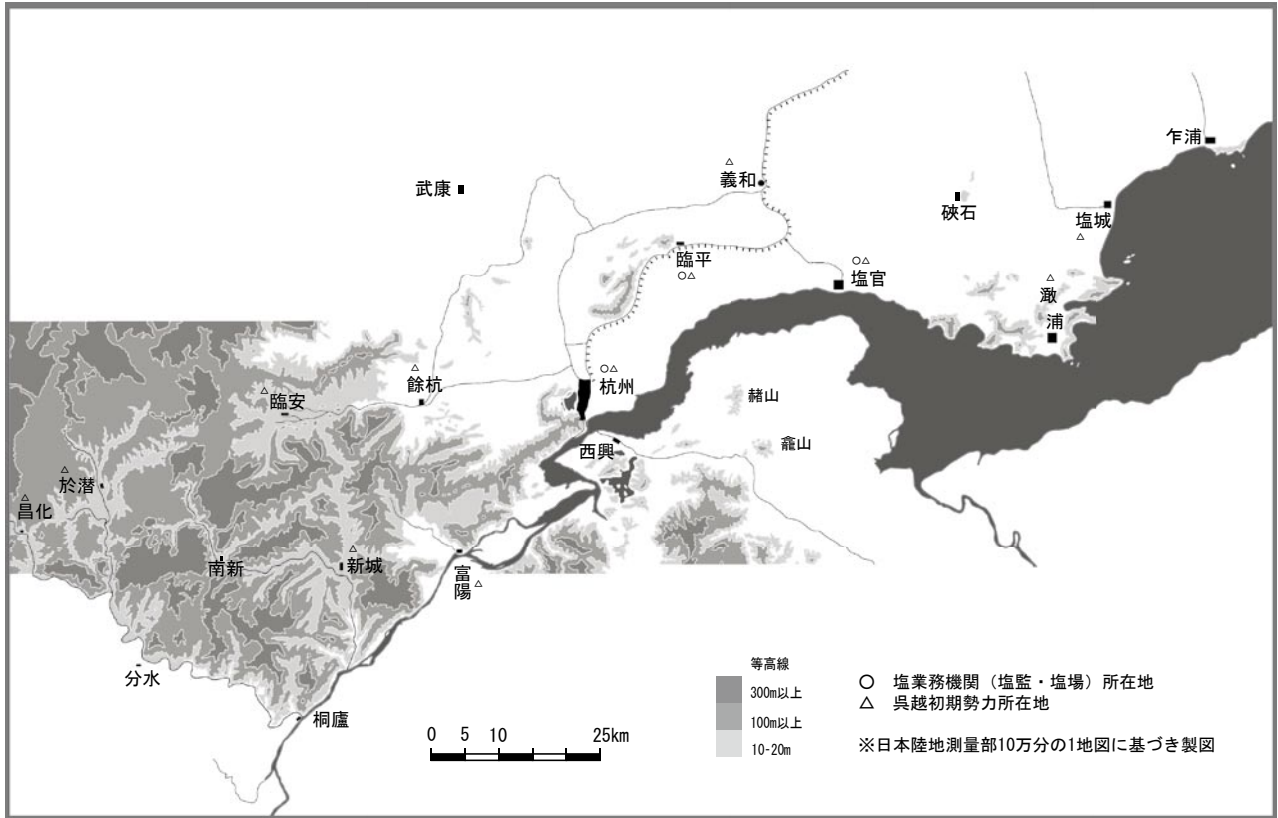 乍浦
△
義和
武康
硤石
塩城
△
臨平
○△
○△
塩官
△
澉
浦
△
餘杭
○△
杭州
△
臨安
赭山
龕山
西興
△
於潜
△
昌化
南新
△
新城
富陽△
分水
桐廬
0 5 10 25km
等高線
300m以上
100m以上
10-20m
○ 塩業務機関（塩監・塩場）所在地
△ 呉越初期勢力所在地
※日本陸地測量部10万分の1地図に基づき製図